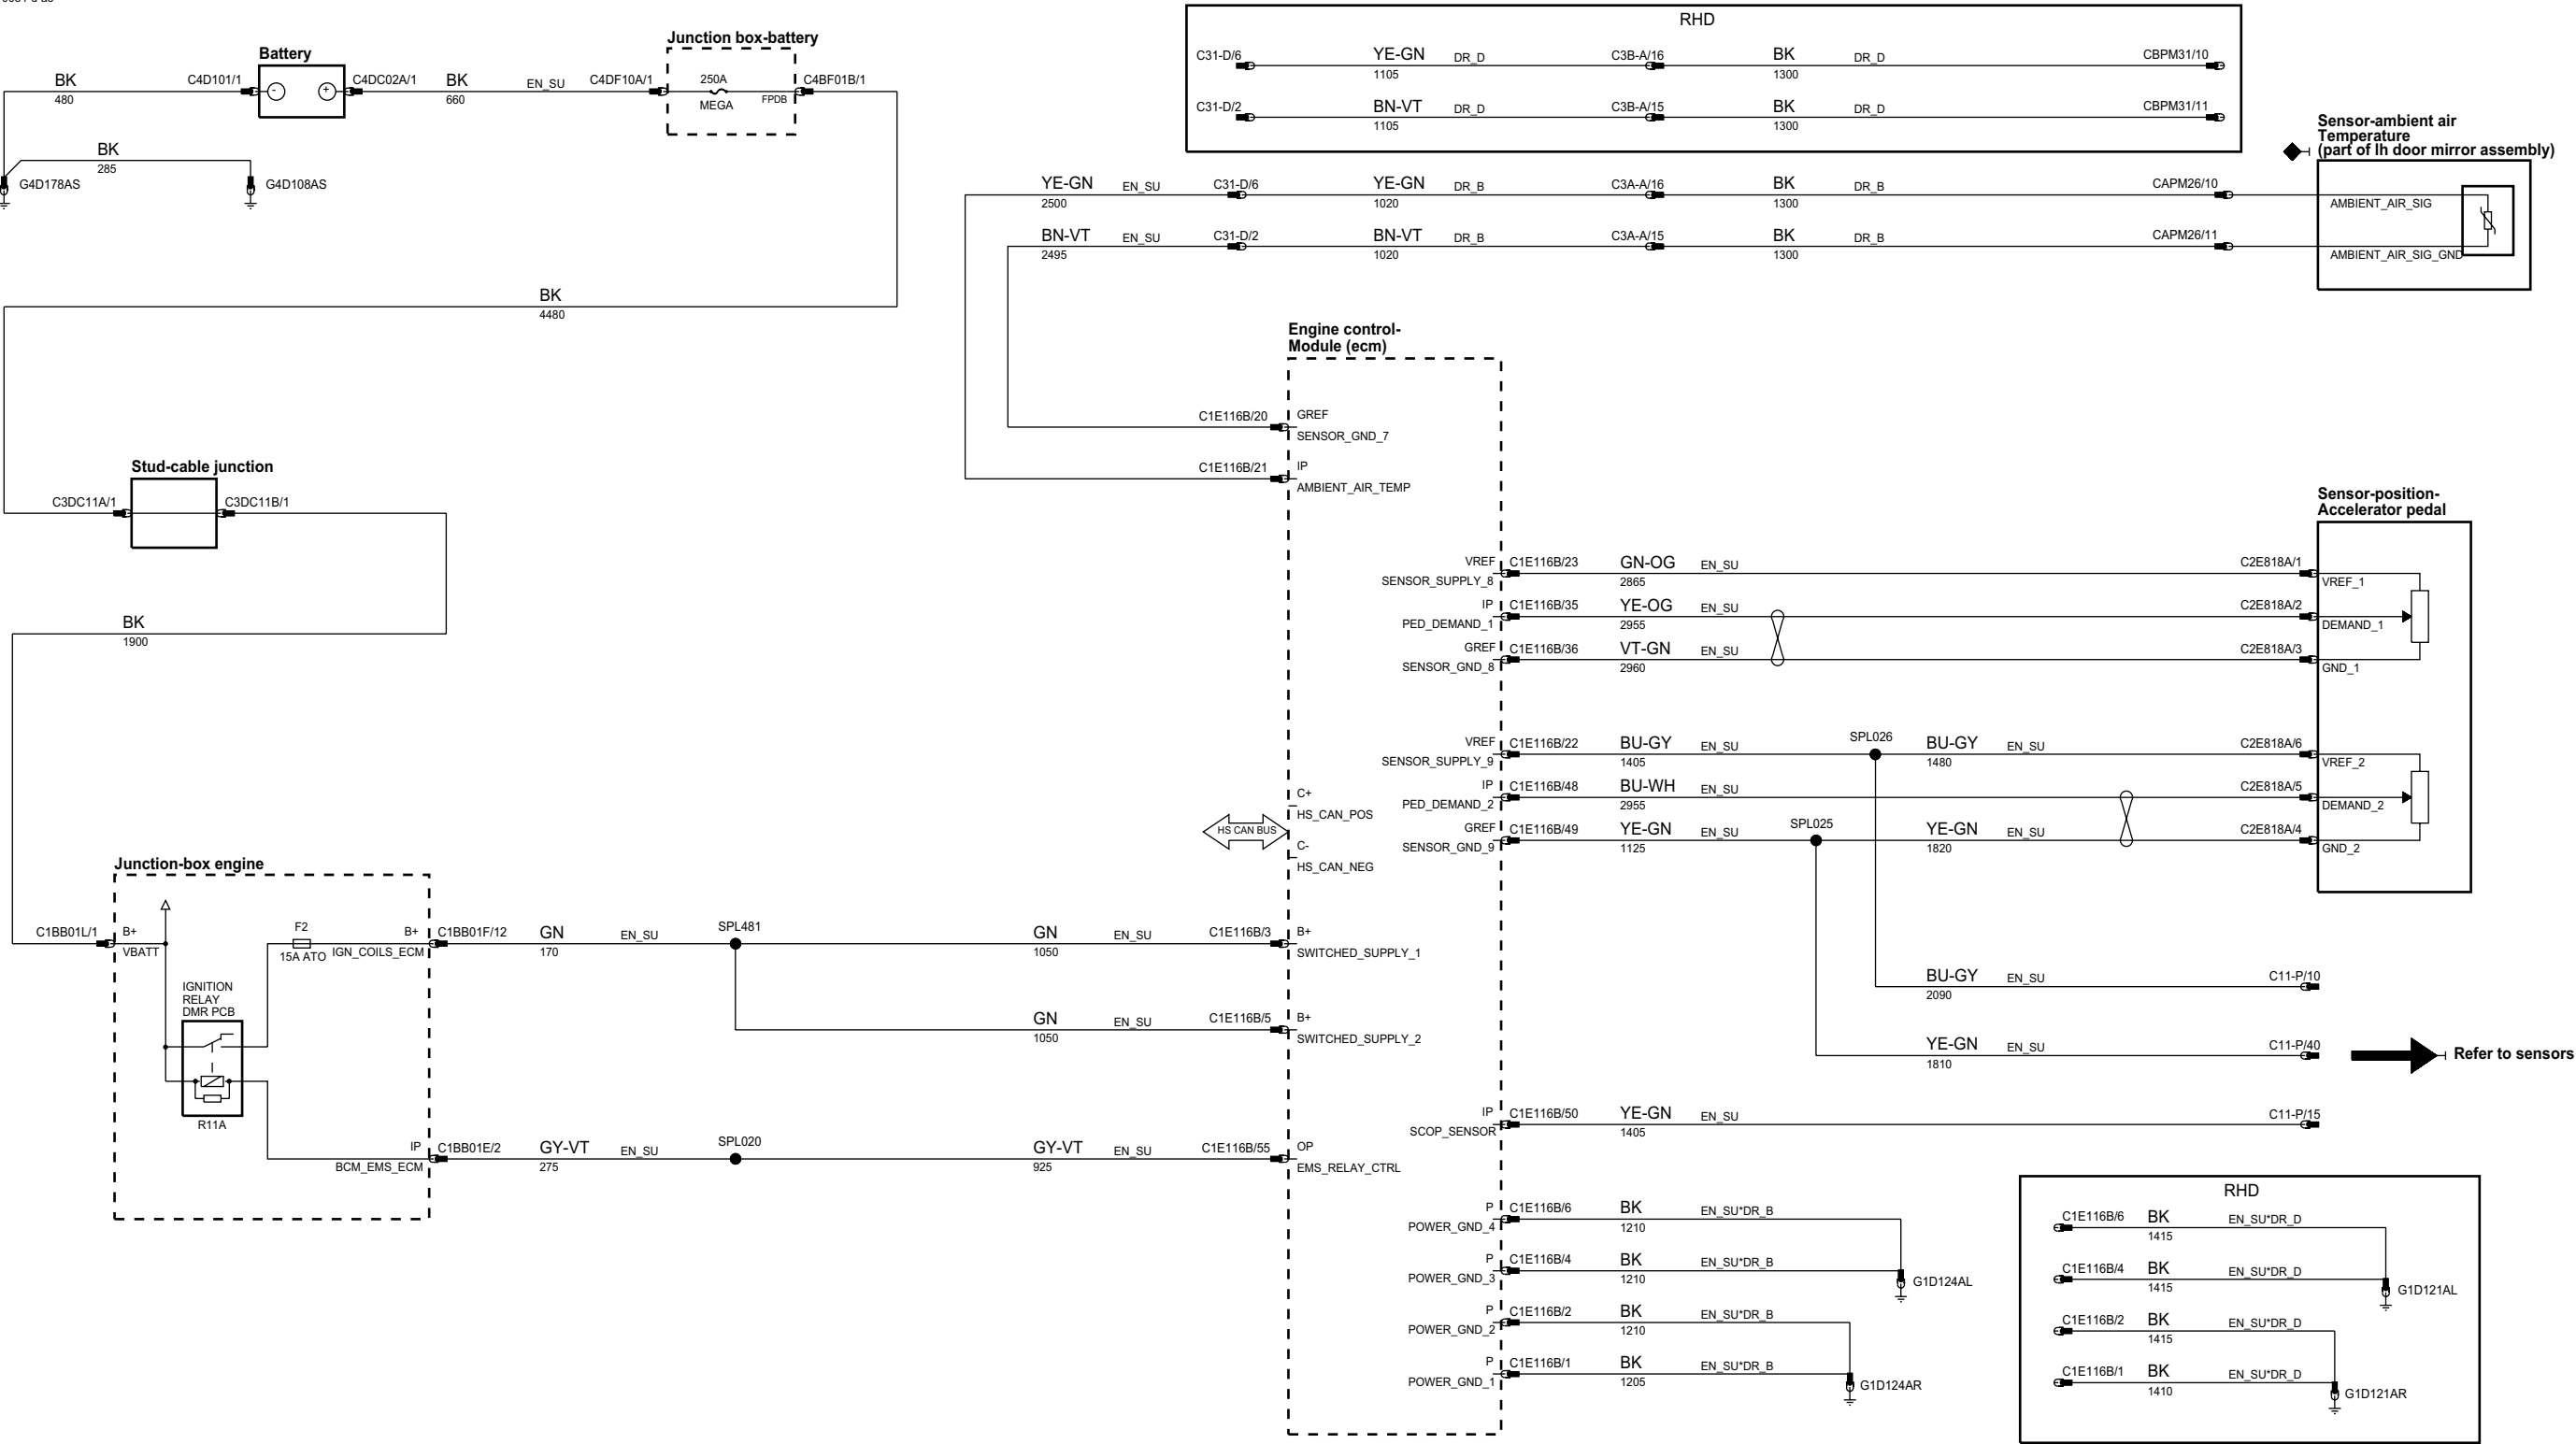 RHD
C31-D/6 YE-GN 1105 DR_D C3B-A/16 BK 1300 DR_D CBPM31/10
C31-D/2 BN-VT 1105 DR_D C3B-A/15 BK 1300 DR_D CBPM31/11
Battery
BK 480 C4D101/1 - + C4DC02A/1 BK 660 EN_SU C4DF10A/1
Junction box-battery
250A MEGA FPDB C4BF01B/1
BK 285
G4D178AS G4D108AS
BK 4480
Sensor-ambient air
Temperature
(part of lh door mirror assembly)
YE-GN 2500 EN_SU C31-D/6 YE-GN 1020 DR_B C3A-A/16 BK 1300 DR_B CAPM26/10 AMBIENT_AIR_SIG
BN-VT 2495 EN_SU C31-D/2 BN-VT 1020 DR_B C3A-A/15 BK 1300 DR_B CAPM26/11 AMBIENT_AIR_SIG_GND
Engine control-
Module (ecm)
C1E116B/20 GREF SENSOR_GND_7
C1E116B/21 IP AMBIENT_AIR_TEMP
Stud-cable junction
C3DC11A/1 C3DC11B/1
BK 1900
Sensor-position-
Accelerator pedal
VREF SENSOR_SUPPLY_8 C1E116B/23 GN-OG 2865 EN_SU C2E818A/1 VREF_1
IP PED_DEMAND_1 C1E116B/35 YE-OG 2955 EN_SU C2E818A/2 DEMAND_1
GREF SENSOR_GND_8 C1E116B/36 VT-GN 2960 EN_SU C2E818A/3 GND_1
VREF SENSOR_SUPPLY_9 C1E116B/22 BU-GY 1405 EN_SU SPL026 BU-GY 1480 EN_SU C2E818A/6 VREF_2
IP PED_DEMAND_2 C1E116B/48 BU-WH 2955 EN_SU C2E818A/5 DEMAND_2
GREF SENSOR_GND_9 C1E116B/49 YE-GN 1125 EN_SU SPL025 YE-GN 1820 EN_SU C2E818A/4 GND_2
C+ HS_CAN_POS
HS CAN BUS
C- HS_CAN_NEG
Junction-box engine
C1BB01L/1 B+ VBATT F2 15A ATO B+ IGN_COILS_ECM C1BB01F/12 GN 170 EN_SU SPL481 GN 1050 EN_SU C1E116B/3 B+ SWITCHED_SUPPLY_1
IGNITION
RELAY
DMR PCB
R11A
GN 1050 EN_SU C1E116B/5 B+ SWITCHED_SUPPLY_2
IP BCM_EMS_ECM C1BB01E/2 GY-VT 275 EN_SU SPL020 GY-VT 925 EN_SU C1E116B/55 OP EMS_RELAY_CTRL
BU-GY 2090 EN_SU C11-P/10
YE-GN 1810 EN_SU C11-P/40
Refer to sensors
IP SCOP_SENSOR C1E116B/50 YE-GN 1405 EN_SU C11-P/15
P POWER_GND_4 C1E116B/6 BK 1210 EN_SU*DR_B
P POWER_GND_3 C1E116B/4 BK 1210 EN_SU*DR_B G1D124AL
P POWER_GND_2 C1E116B/2 BK 1210 EN_SU*DR_B
P POWER_GND_1 C1E116B/1 BK 1205 EN_SU*DR_B G1D124AR
RHD
C1E116B/6 BK 1415 EN_SU*DR_D
C1E116B/4 BK 1415 EN_SU*DR_D G1D121AL
C1E116B/2 BK 1415 EN_SU*DR_D
C1E116B/1 BK 1410 EN_SU*DR_D G1D121AR